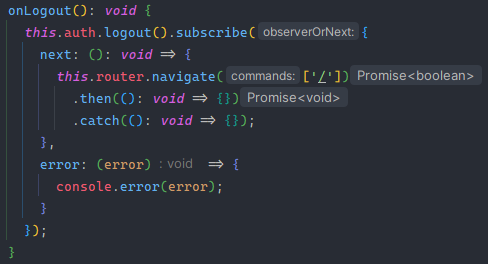 onLogout(): void {
this.auth.logout().subscribe( observerOrNext: {
next: (): void => {
this.router.navigate( commands: ['/']) Promise<boolean>
.then((): void => {}) Promise<void>
.catch((): void => {});
},
error: (error) : void => {
console.error(error);
}
});
}